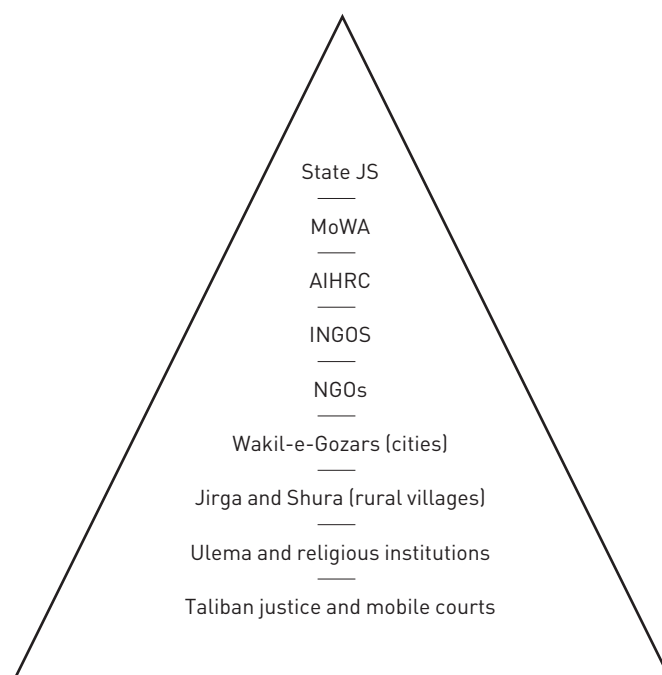 State JS
MoWA
AIHRC
INGOS
NGOs
Wakil-e-Gozars (cities)
Jirga and Shura (rural villages)
Ulema and religious institutions
Taliban justice and mobile courts